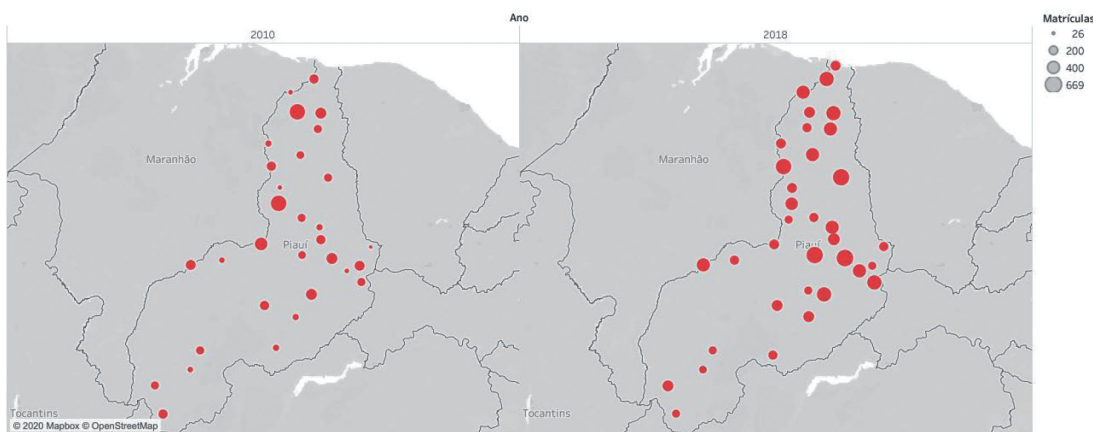 Ano
2010
2018
Matrículas
26
200
400
669
Maranhão
Piauí
Tocantins
© 2020 Mapbox © OpenStreetMap
Maranhão
Piauí
Tocantins